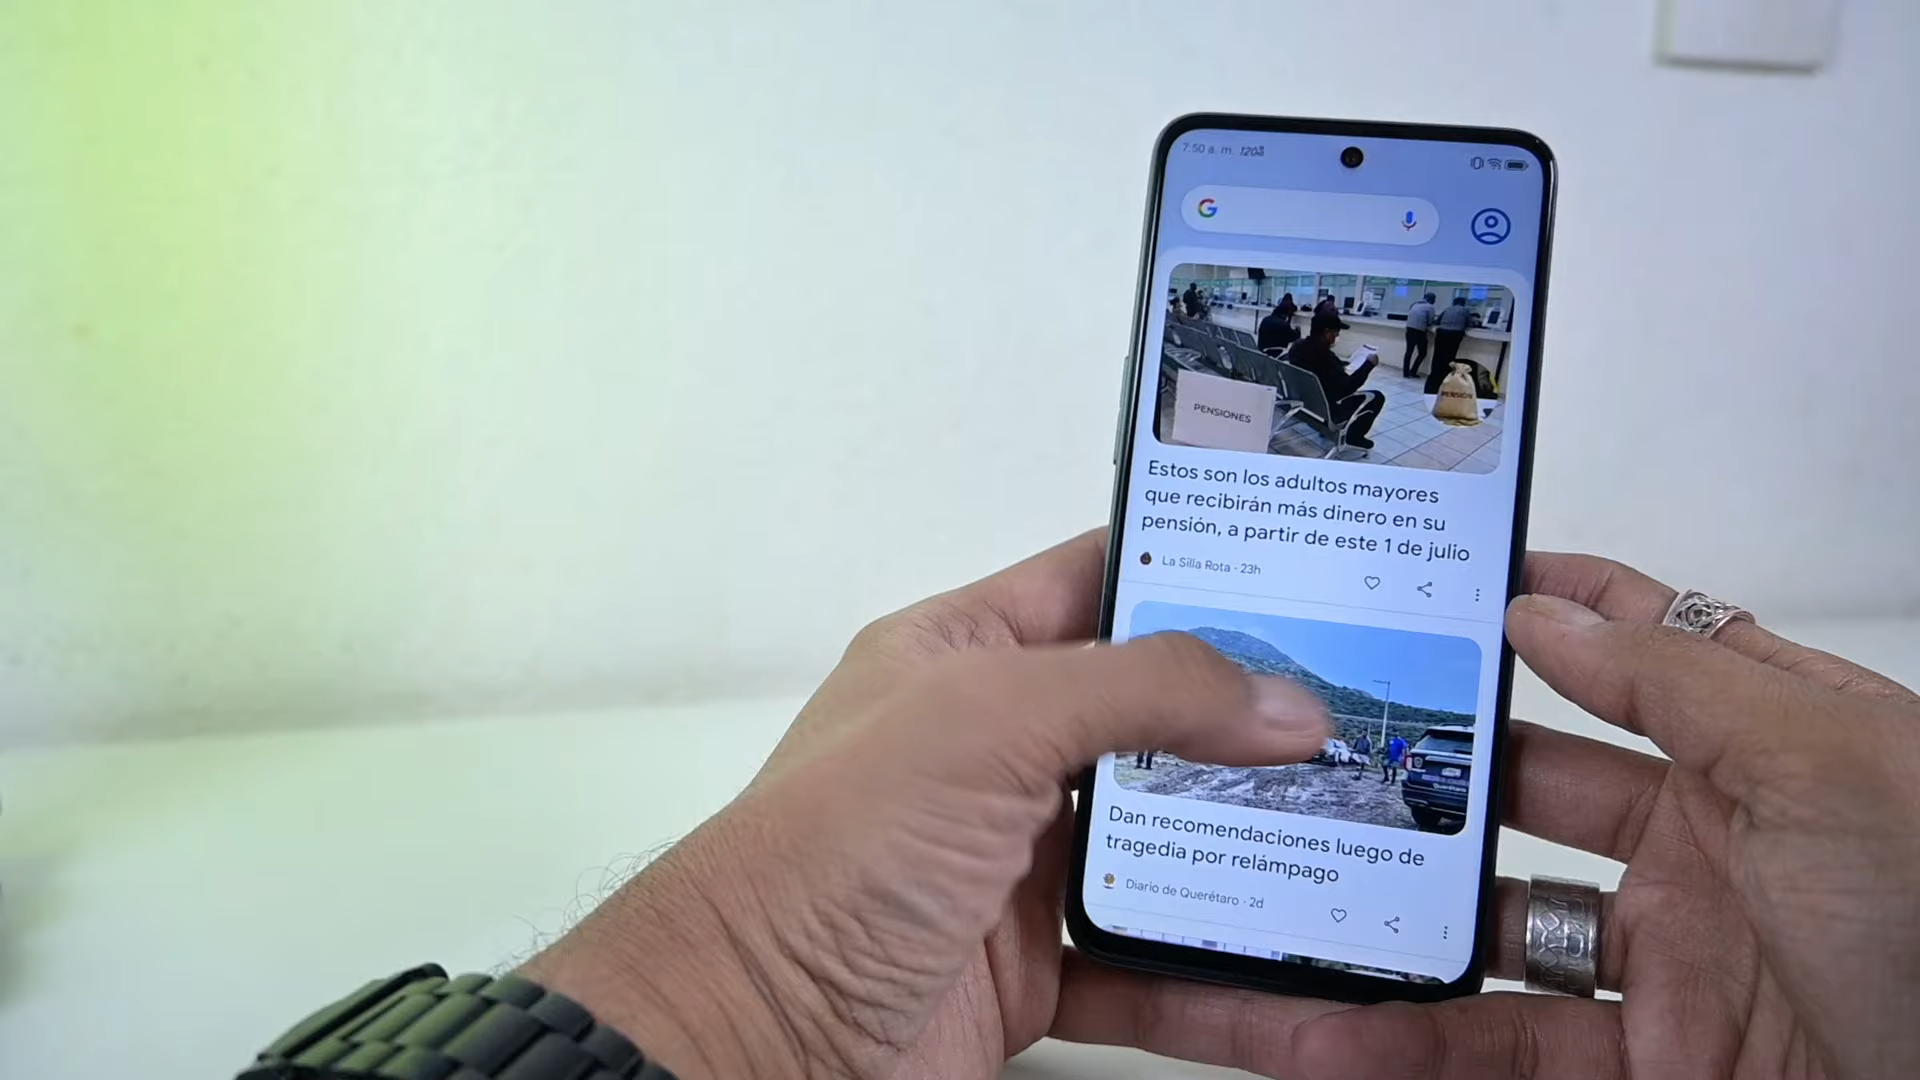 7:50 a. m.
G
PENSIONES
PENSIÓN
Estos son los adultos mayores
que recibirán más dinero en su
pensión, a partir de este 1 de julio
La Silla Rota · 23h
Dan recomendaciones luego de
tragedia por relámpago
Diario de Querétaro · 2d